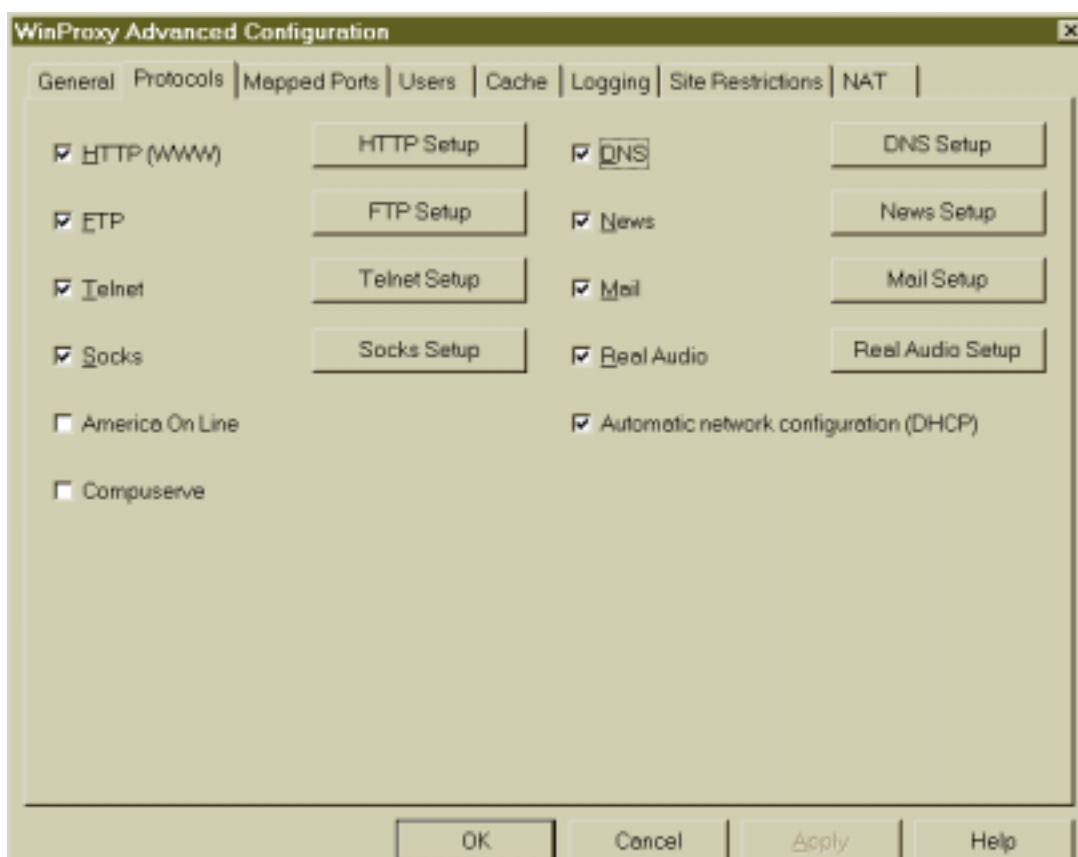 WinProxy Advanced Configuration
General Protocols Mapped Ports Users Cache Logging Site Restrictions NAT
HTTP (WWW) HTTP Setup DNS DNS Setup
FTP FTP Setup News News Setup
Telnet Telnet Setup Mail Mail Setup
Socks Socks Setup Real Audio Real Audio Setup
America On Line Automatic network configuration (DHCP)
Compuserve
OK Cancel Apply Help